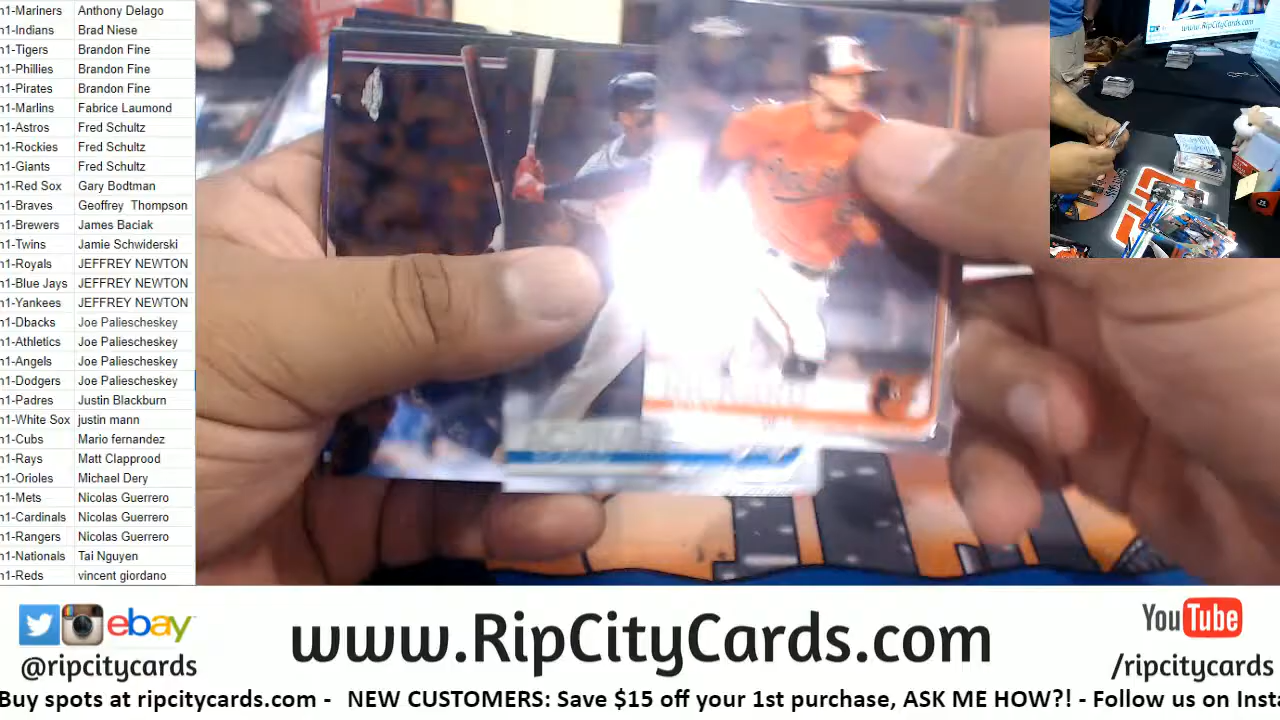 n1-Mariners Anthony Delago
n1-Indians Brad Niese
n1-Tigers Brandon Fine
n1-Phillies Brandon Fine
n1-Pirates Brandon Fine
n1-Marlins Fabrice Laumond
n1-Astros Fred Schultz
n1-Rockies Fred Schultz
n1-Giants Fred Schultz
n1-Red Sox Gary Bodtman
n1-Braves Geoffrey Thompson
n1-Brewers James Baciak
n1-Twins Jamie Schwiderski
n1-Royals JEFFREY NEWTON
n1-Blue Jays JEFFREY NEWTON
n1-Yankees JEFFREY NEWTON
n1-Dbacks Joe Paliescheskey
n1-Athletics Joe Paliescheskey
n1-Angels Joe Paliescheskey
n1-Dodgers Joe Paliescheskey
n1-Padres Justin Blackburn
n1-White Sox justin mann
n1-Cubs Mario fernandez
n1-Rays Matt Clapprood
n1-Orioles Michael Dery
n1-Mets Nicolas Guerrero
n1-Cardinals Nicolas Guerrero
n1-Rangers Nicolas Guerrero
n1-Nationals Tai Nguyen
n1-Reds vincent giordano
www.RipCityCards.com
ebay
@ripcitycards
www.RipCityCards.com
YouTube
/ripcitycards
Buy spots at ripcitycards.com - NEW CUSTOMERS: Save $15 off your 1st purchase, ASK ME HOW?! - Follow us on Insta